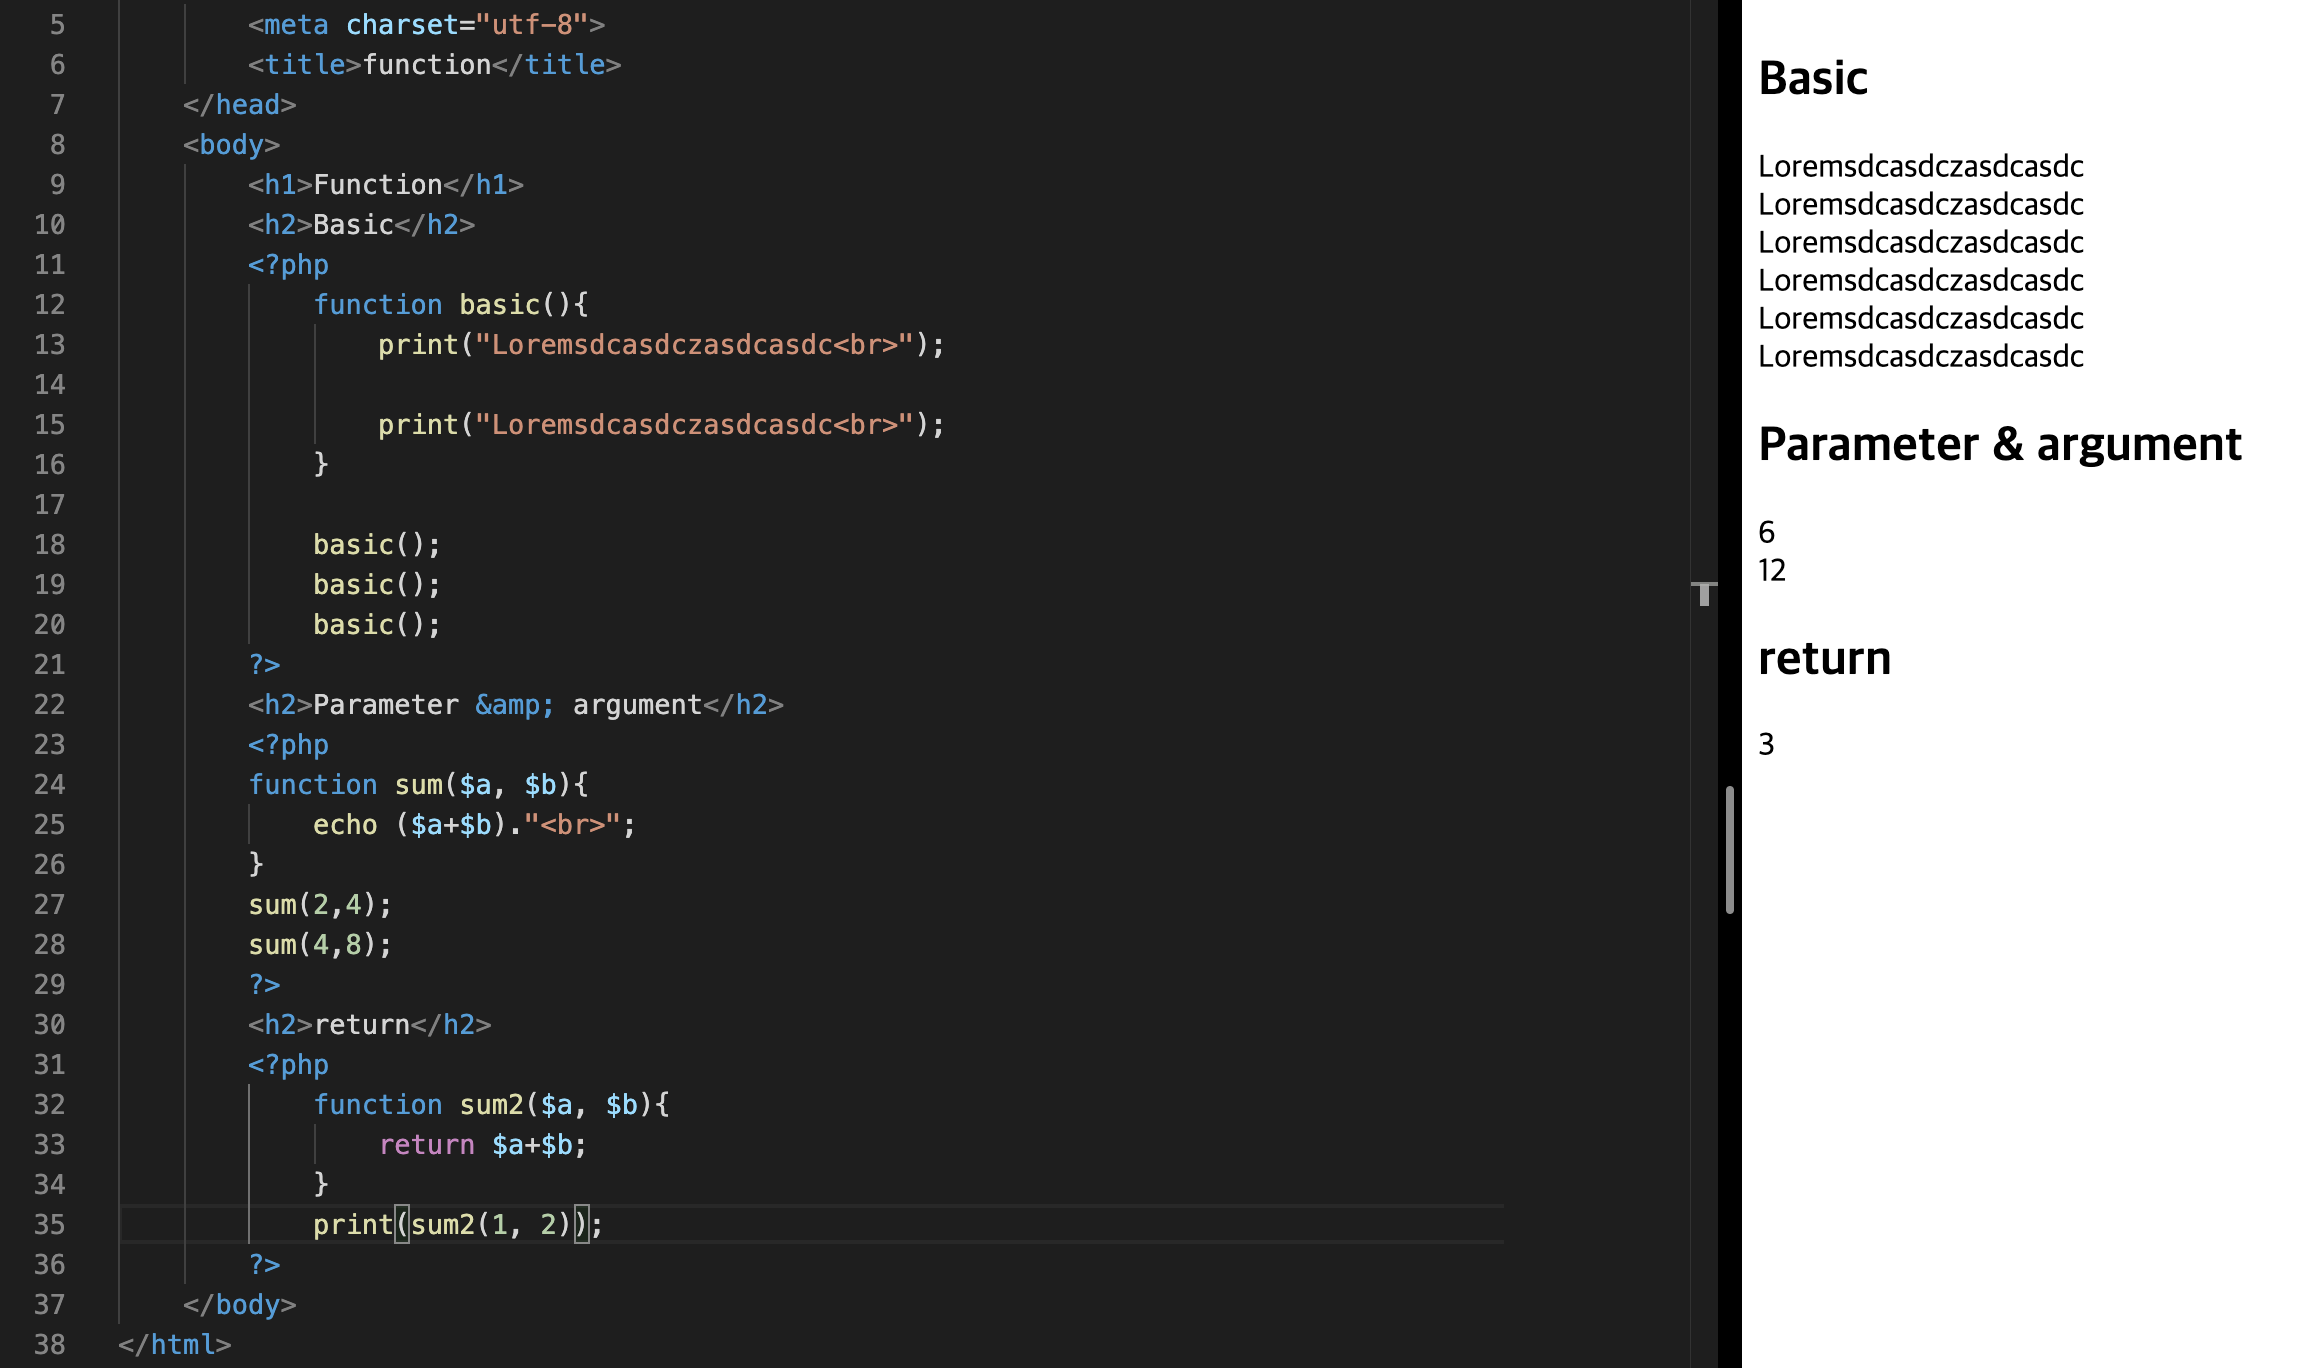 5 <meta charset="utf-8">
6 <title>function</title>
7 </head>
8 <body>
9 <h1>Function</h1>
10 <h2>Basic</h2>
11 <?php
12 function basic(){
13 print("Loremsdcasdczasdcasdc<br>");
14
15 print("Loremsdcasdczasdcasdc<br>");
16 }
17
18 basic();
19 basic();
20 basic();
21 ?>
22 <h2>Parameter &amp; argument</h2>
23 <?php
24 function sum($a, $b){
25 echo ($a+$b)."<br>";
26 }
27 sum(2,4);
28 sum(4,8);
29 ?>
30 <h2>return</h2>
31 <?php
32 function sum2($a, $b){
33 return $a+$b;
34 }
35 print(sum2(1, 2));
36 ?>
37 </body>
38 </html>
Basic
Loremsdcasdczasdcasdc
Loremsdcasdczasdcasdc
Loremsdcasdczasdcasdc
Loremsdcasdczasdcasdc
Loremsdcasdczasdcasdc
Loremsdcasdczasdcasdc
Parameter & argument
6
12
return
3